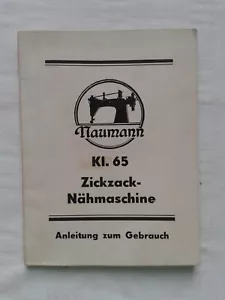 Naumann
Kl. 65
Zickzack-
Nähmaschine
Anleitung zum Gebrauch